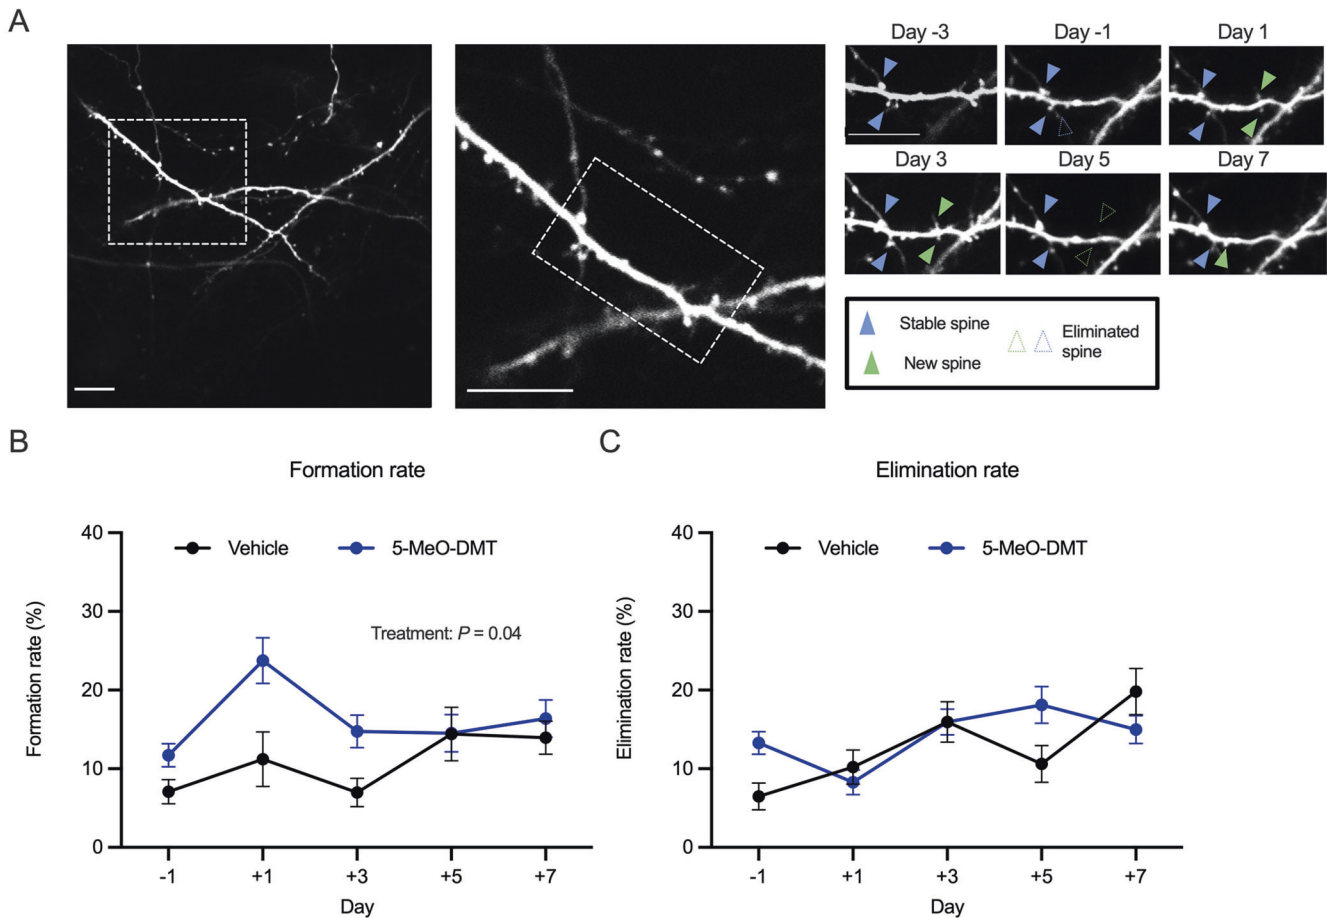 A
Day -3
Day -1
Day 1
Day 3
Day 5
Day 7
Stable spine
New spine
Eliminated
spine
B
Formation rate
Formation rate (%)
40
30
20
10
0
Vehicle
5-MeO-DMT
Treatment: P = 0.04
-1
+1
+3
+5
+7
Day
C
Elimination rate
Elimination rate (%)
40
30
20
10
0
Vehicle
5-MeO-DMT
-1
+1
+3
+5
+7
Day